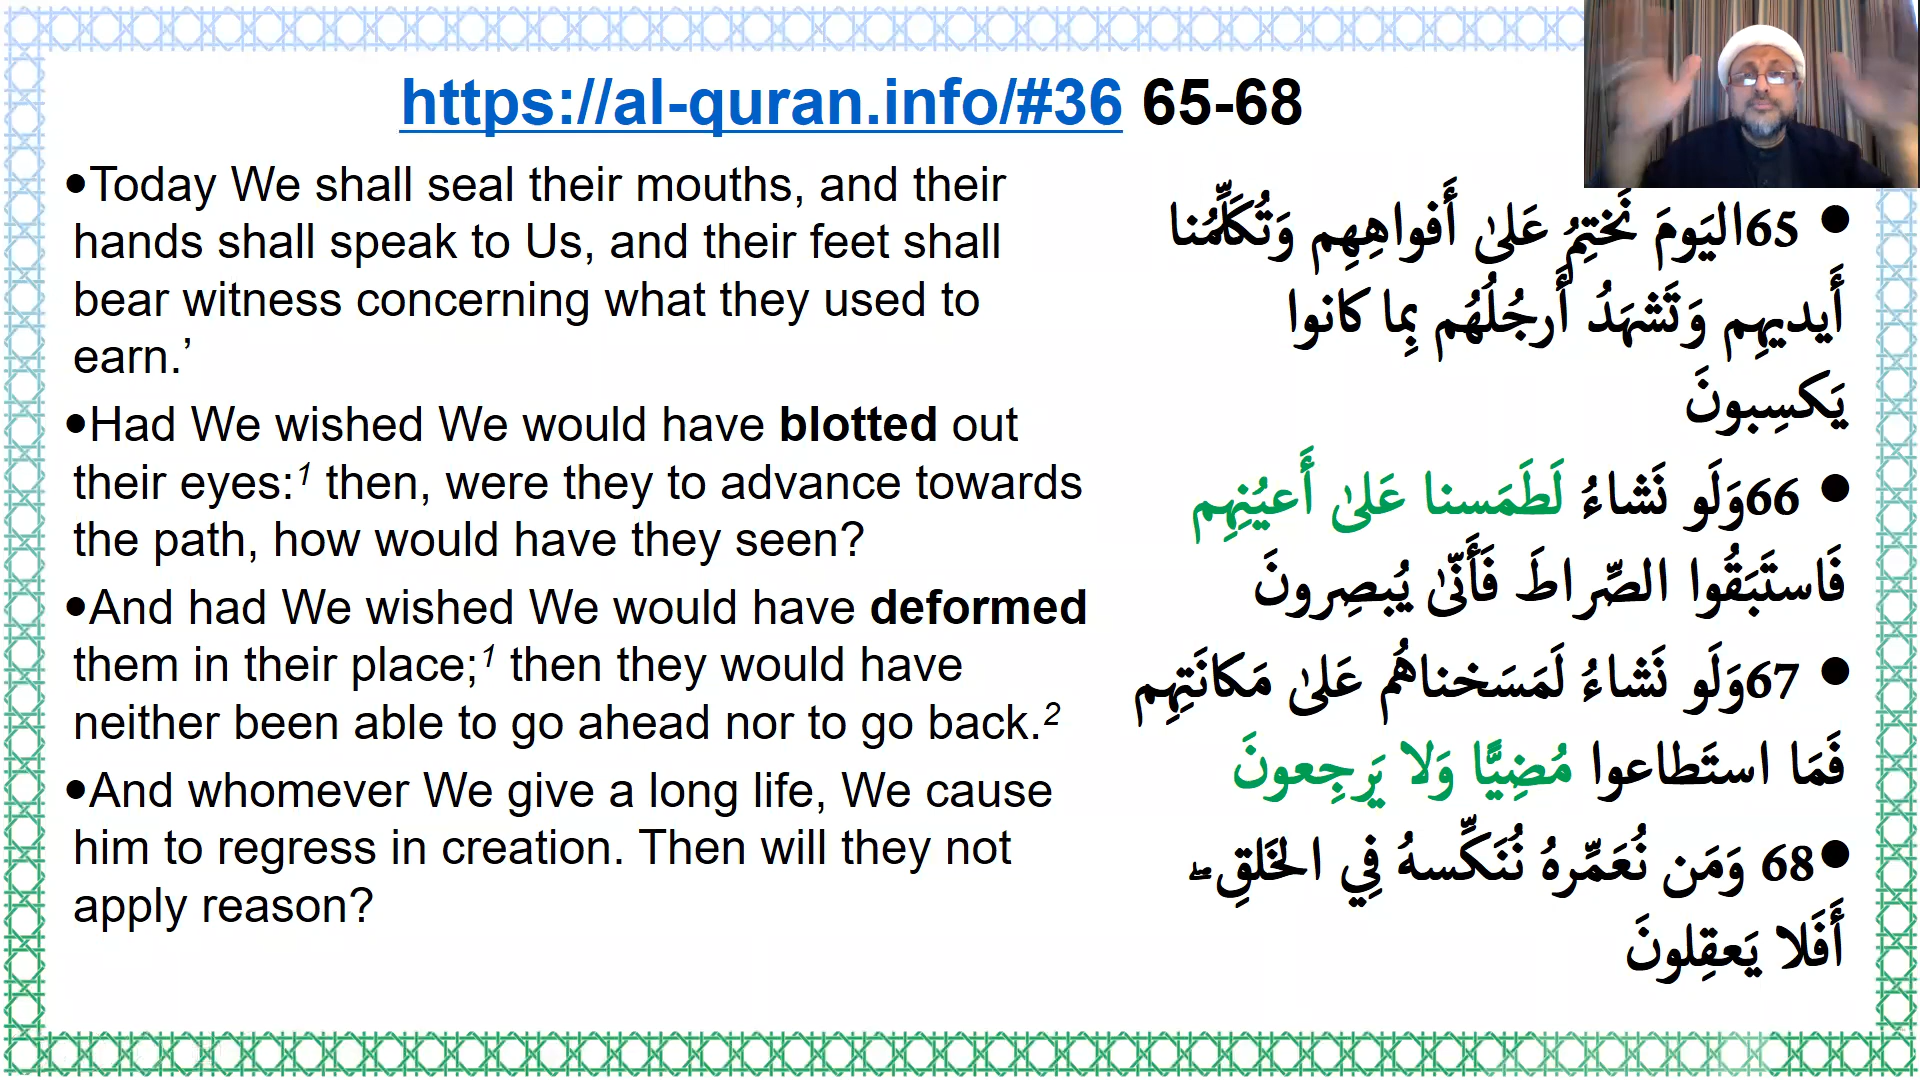 https://al-quran.info/#36 65-68
•Today We shall seal their mouths, and their
hands shall speak to Us, and their feet shall
bear witness concerning what they used to
earn.’
•Had We wished We would have blotted out
their eyes:1 then, were they to advance towards
the path, how would have they seen?
•And had We wished We would have deformed
them in their place;1 then they would have
neither been able to go ahead nor to go back.2
•And whomever We give a long life, We cause
him to regress in creation. Then will they not
apply reason?
• 65اليَومَ نَختِمُ عَلىٰ أَفواهِهِم وَتُكَلِّمُنا
أَيديهِم وَتَشهَدُ أَرجُلُهُم بِما كانوا
يَكسِبونَ
• 66وَلَو نَشاءُ لَطَمَسنا عَلىٰ أَعيُنِهِم
فَاستَبَقُوا الصِّراطَ فَأَنّىٰ يُبصِرونَ
• 67وَلَو نَشاءُ لَمَسَخناهُم عَلىٰ مَكانَتِهِم
فَمَا استَطاعوا مُضِيًّا وَلا يَرجِعونَ
•68 وَمَن نُعَمِّرهُ نُنَكِّسهُ فِي الخَلقِ ۖ
أَفَلا يَعقِلونَ